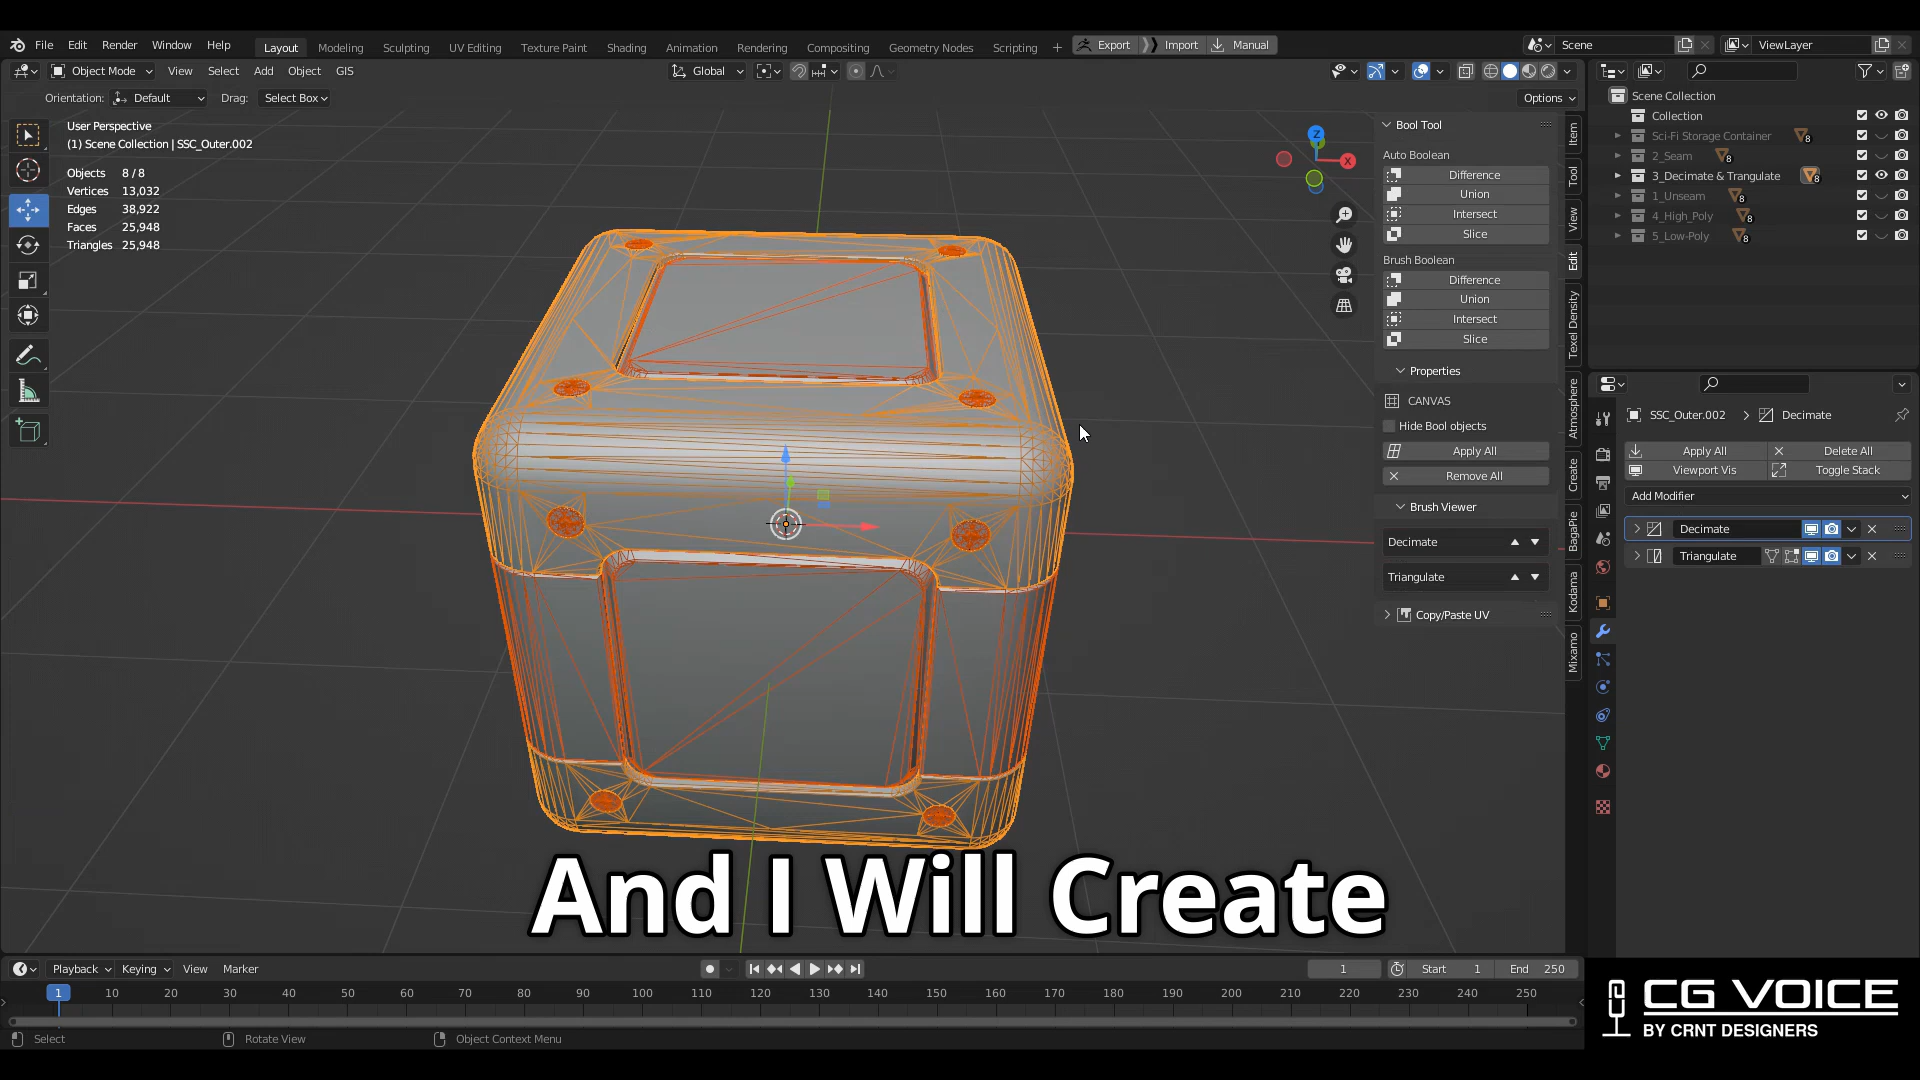 File Edit Render Window Help Layout Modeling Sculpting UV Editing Texture Paint Shading Animation Rendering Compositing Geometry Nodes Scripting + Export Import Manual Scene ViewLayer
Object Mode View Select Add Object GIS Global
Orientation: Default Drag: Select Box Options
User Perspective
(1) Scene Collection | SSC_Outer.002
Objects 8 / 8
Vertices 13,032
Edges 38,922
Faces 25,948
Triangles 25,948
Z
X
Bool Tool
Auto Boolean
Difference
Union
Intersect
Slice
Brush Boolean
Difference
Union
Intersect
Slice
Properties
CANVAS
Hide Bool objects
Apply All
Remove All
Brush Viewer
Decimate
Triangulate
Copy/Paste UV
Item
Tool
View
Edit
Texel Density
Atmosphere
Create
BagaPie
Kodama
Mixamo
Scene Collection
Collection
Sci-Fi Storage Container 8
2_Seam 8
3_Decimate & Triangulate 8
1_Unseam 8
4_High_Poly 8
5_Low-Poly 8
SSC_Outer.002 Decimate
Apply All Delete All
Viewport Vis Toggle Stack
Add Modifier
Decimate
Triangulate
And I Will Create
Playback Keying View Marker 1 Start 1 End 250
1 10 20 30 40 50 60 70 80 90 100 110 120 130 140 150 160 170 180 190 200 210 220 230 240 250
Select Rotate View Object Context Menu
CG VOICE
BY CRNT DESIGNERS